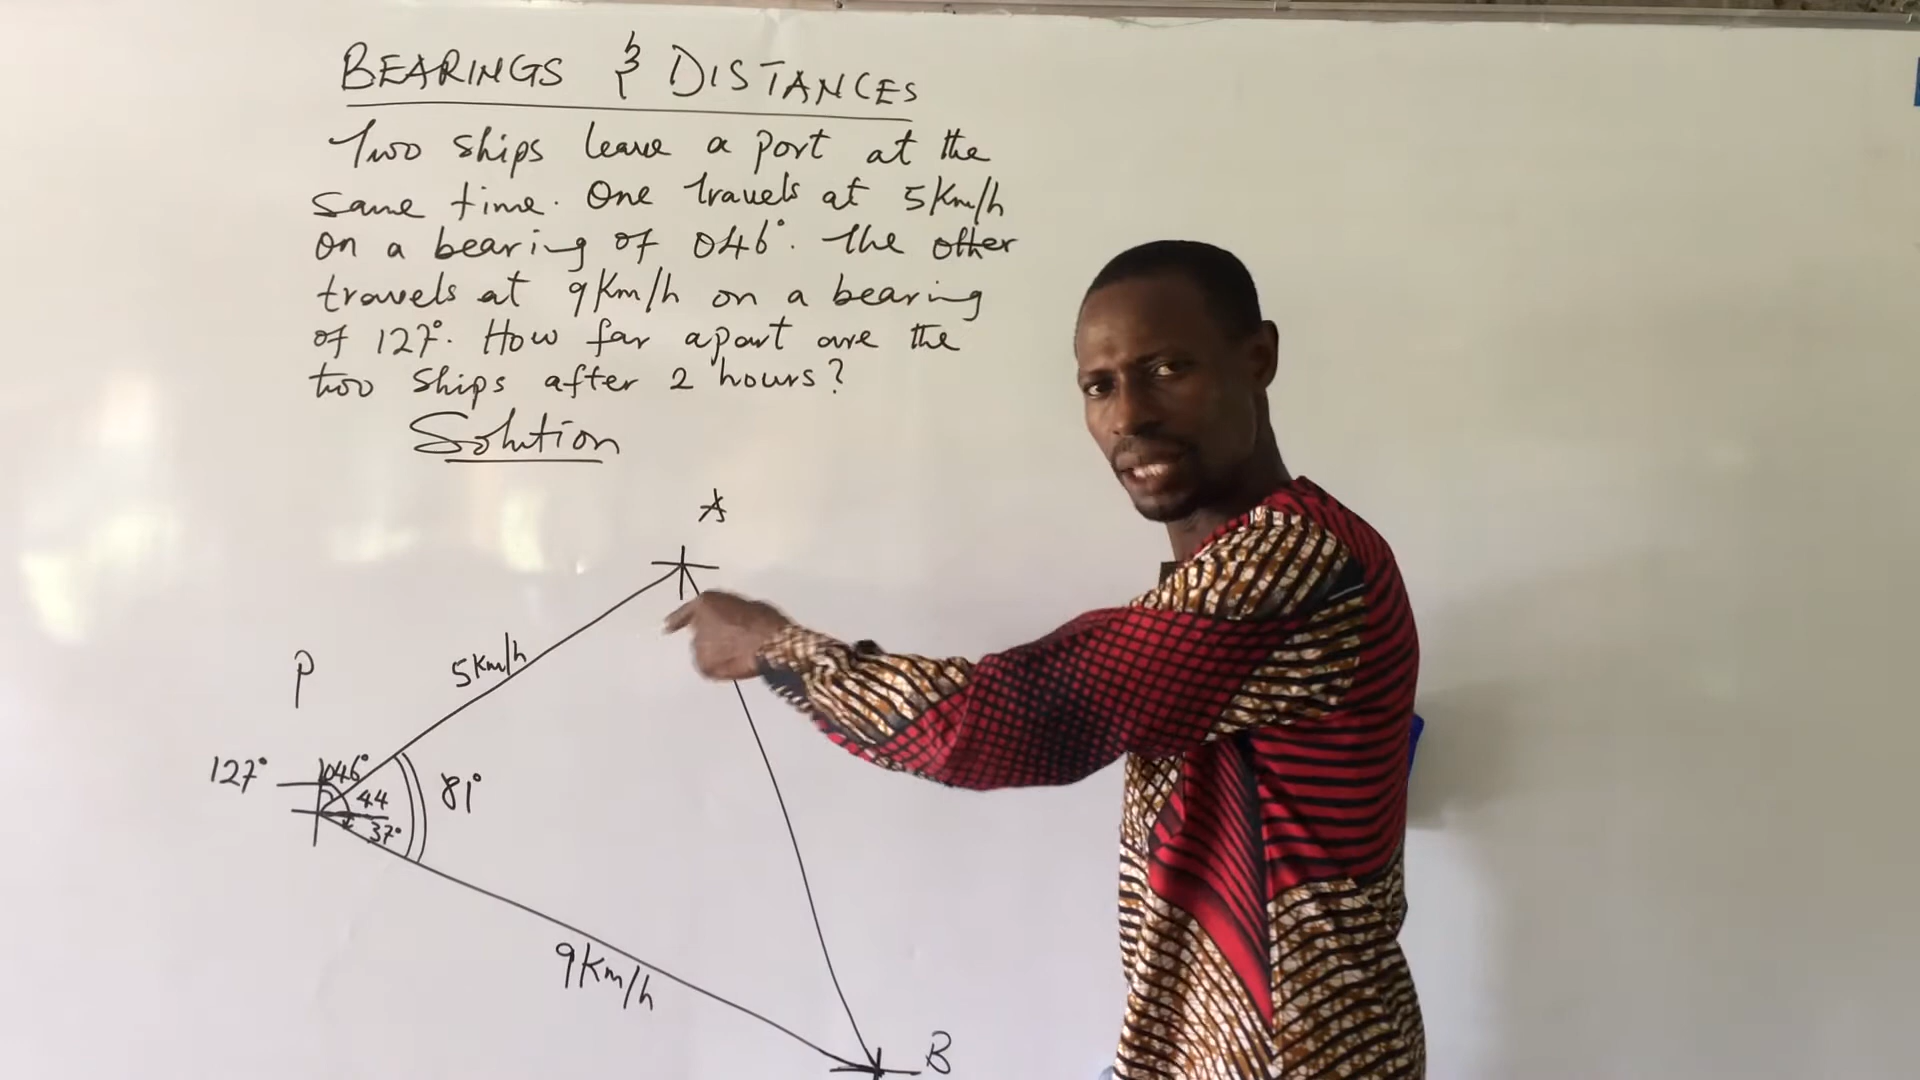 BEARINGS & DISTANCES
Two ships leave a port at the
same time. One travels at 5Km/h
on a bearing of 046°. The other
travels at 9Km/h on a bearing
of 127°. How far apart are the
two ships after 2 hours?
Solution
A
5Km/h
P
127°
046°
44
81°
37°
9Km/h
B